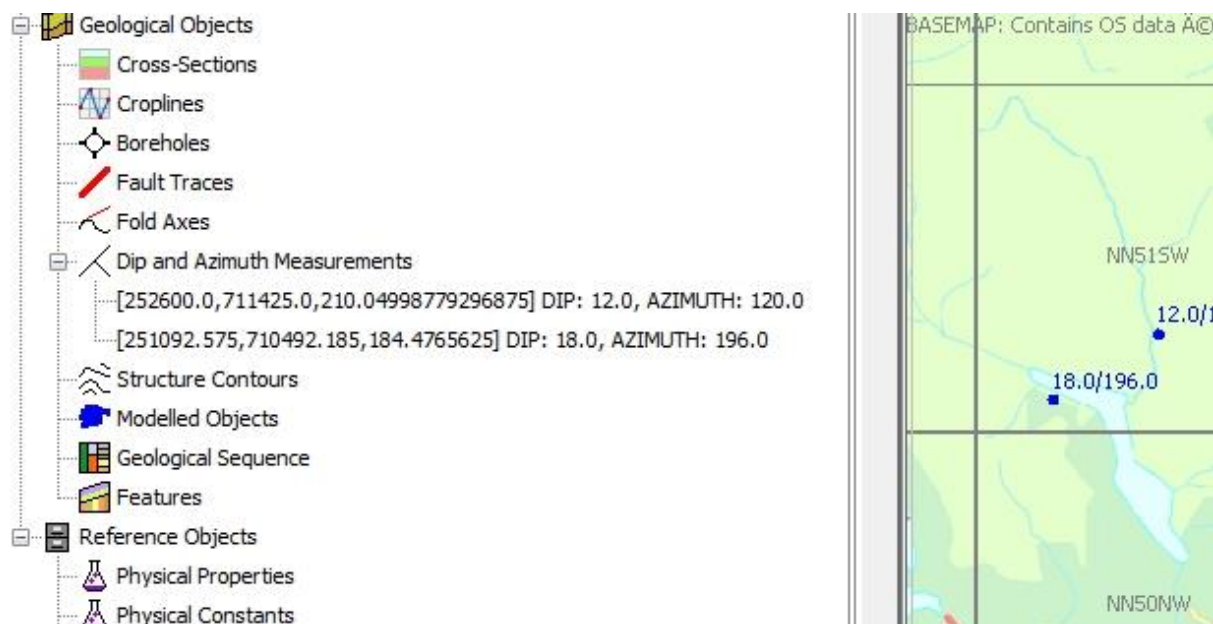 Geological Objects
Cross-Sections
Croplines
Boreholes
Fault Traces
Fold Axes
Dip and Azimuth Measurements
[252600.0,711425.0,210.04998779296875] DIP: 12.0, AZIMUTH: 120.0
[251092.575,710492.185,184.4765625] DIP: 18.0, AZIMUTH: 196.0
Structure Contours
Modelled Objects
Geological Sequence
Features
Reference Objects
Physical Properties
Physical Constants
BASEMAP: Contains OS data Ä©
NN51SW
12.0/1
18.0/196.0
NN50NW